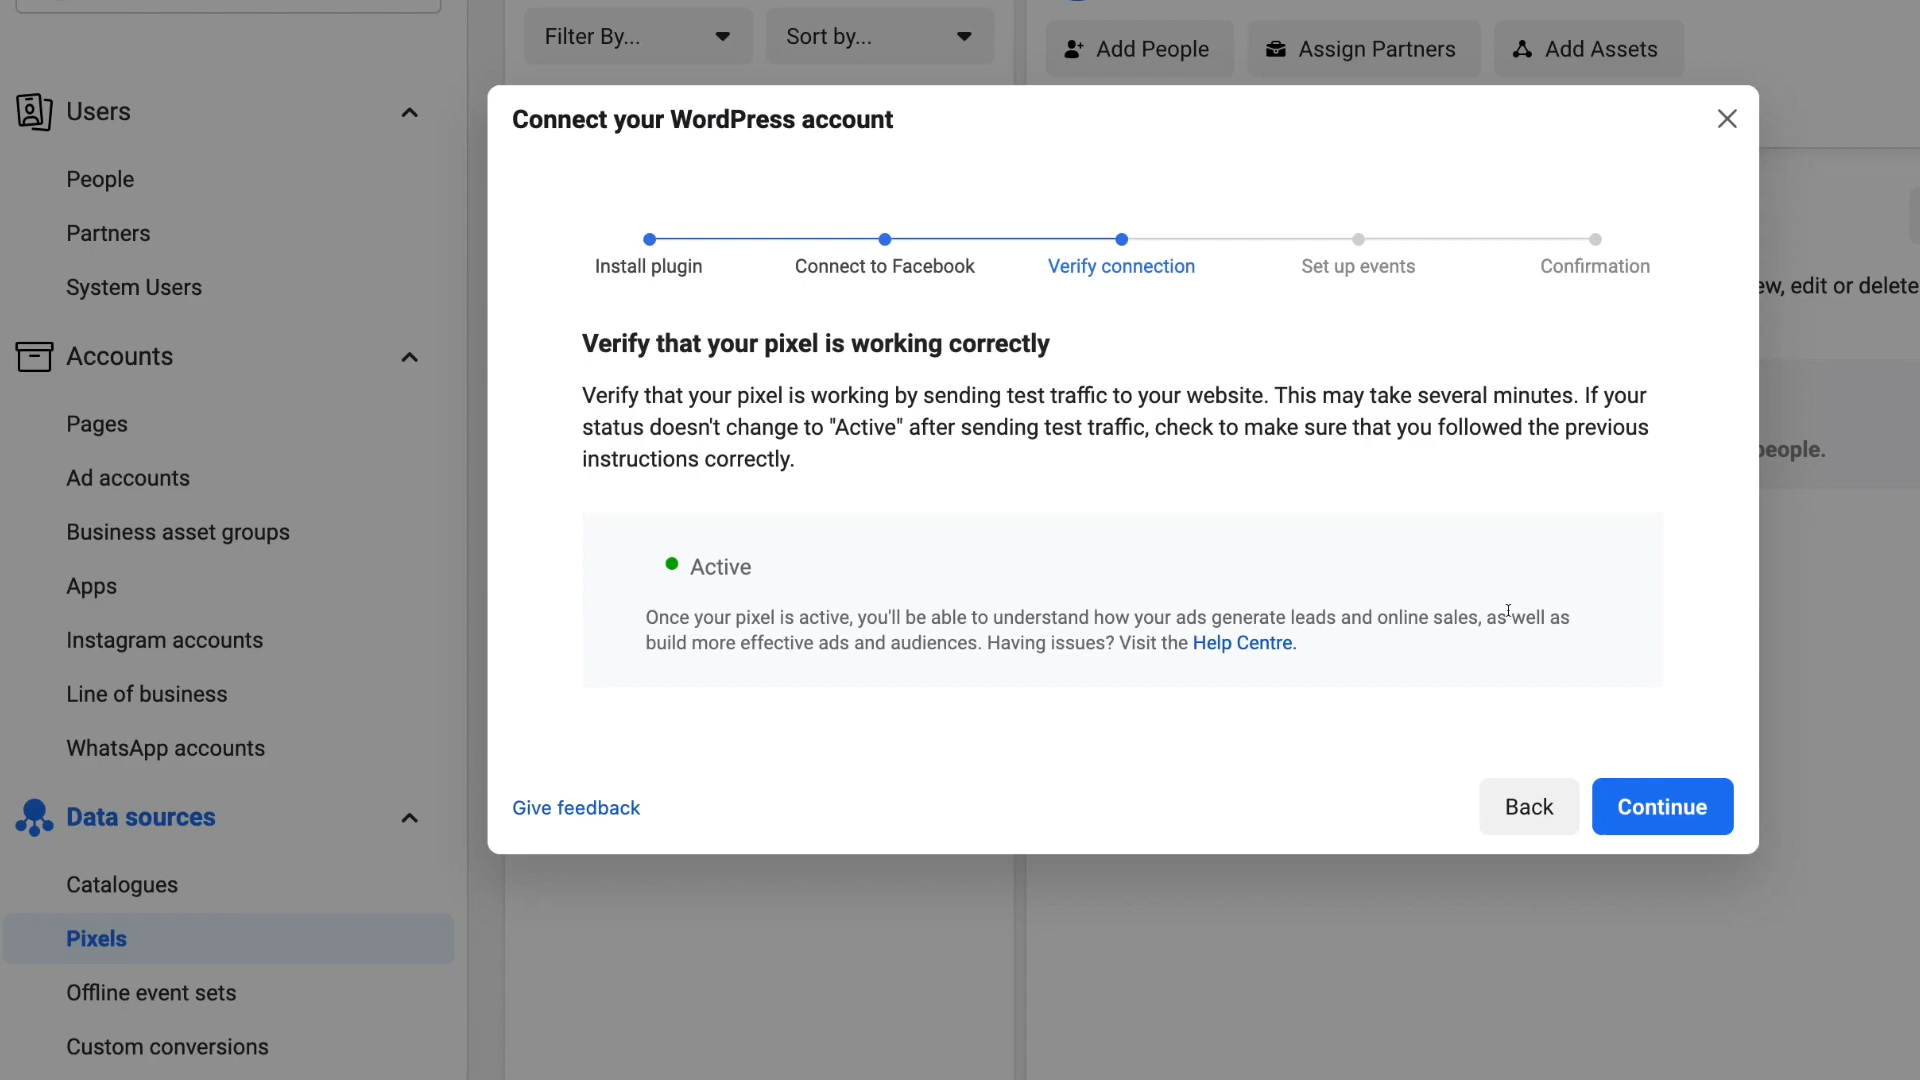 Filter By...
Sort by...
Add People
Assign Partners
Add Assets
Users
People
Partners
System Users
Accounts
Pages
Ad accounts
Business asset groups
Apps
Instagram accounts
Line of business
WhatsApp accounts
Data sources
Catalogues
Pixels
Offline event sets
Custom conversions
Connect your WordPress account
Install plugin
Connect to Facebook
Verify connection
Set up events
Confirmation
Verify that your pixel is working correctly
Verify that your pixel is working by sending test traffic to your website. This may take several minutes. If your
status doesn't change to "Active" after sending test traffic, check to make sure that you followed the previous
instructions correctly.
Active
Once your pixel is active, you'll be able to understand how your ads generate leads and online sales, as well as
build more effective ads and audiences. Having issues? Visit the Help Centre.
Give feedback
Back
Continue
edit or delete
people.